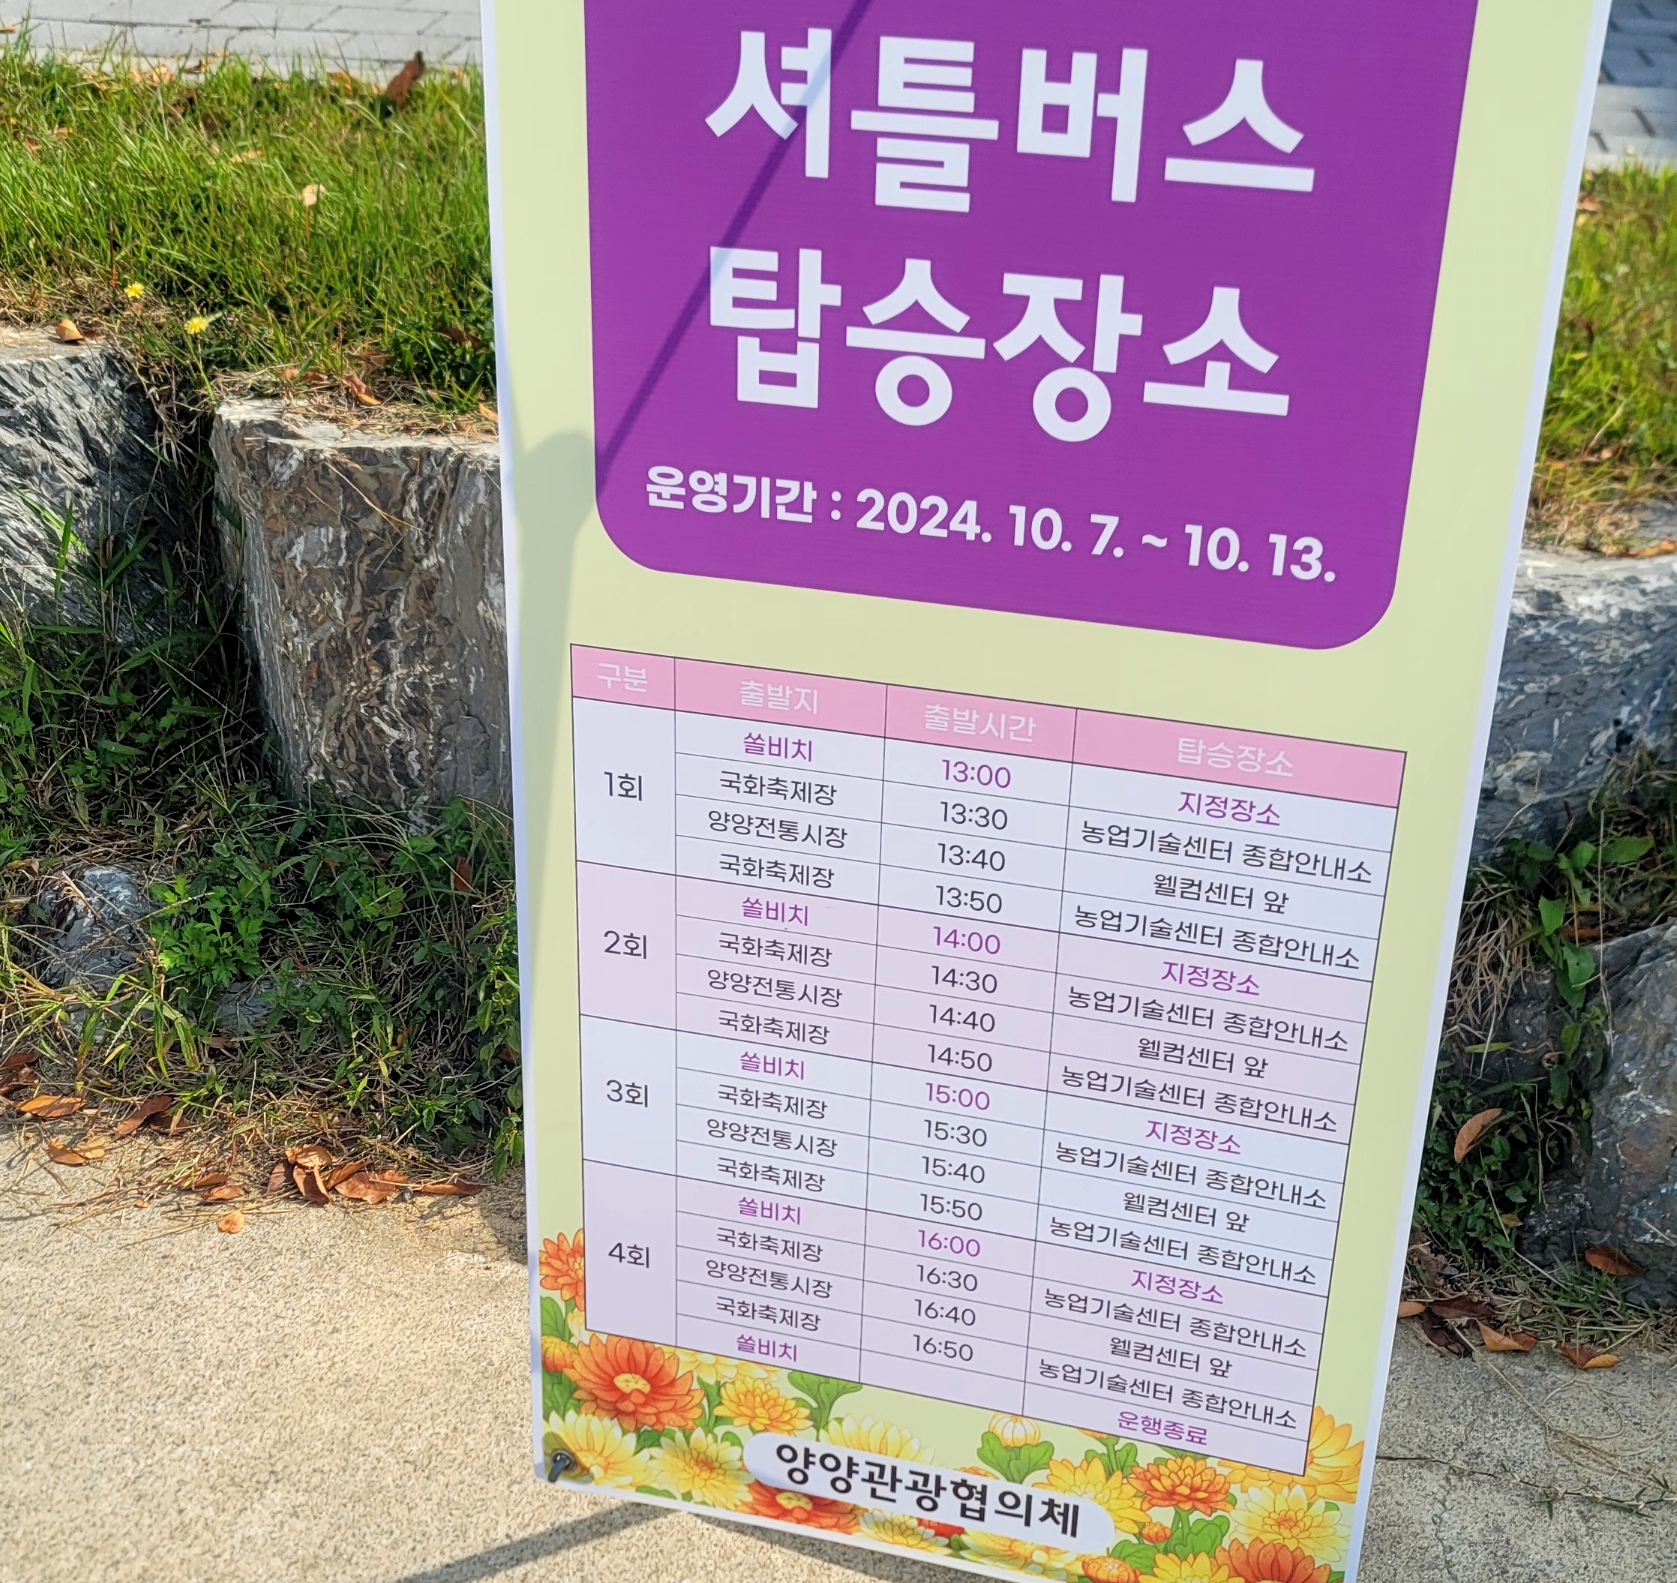 셔틀버스
탑승장소
운영기간 : 2024. 10. 7. ~ 10. 13.
구분 출발지 출발시간 탑승장소
1회 쏠비치 13:00 지정장소
국화축제장 13:30 농업기술센터 종합안내소
양양전통시장 13:40 웰컴센터 앞
국화축제장 13:50 농업기술센터 종합안내소
2회 쏠비치 14:00 지정장소
국화축제장 14:30 농업기술센터 종합안내소
양양전통시장 14:40 웰컴센터 앞
국화축제장 14:50 농업기술센터 종합안내소
3회 쏠비치 15:00 지정장소
국화축제장 15:30 농업기술센터 종합안내소
양양전통시장 15:40 웰컴센터 앞
국화축제장 15:50 농업기술센터 종합안내소
4회 쏠비치 16:00 지정장소
국화축제장 16:30 농업기술센터 종합안내소
양양전통시장 16:40 웰컴센터 앞
국화축제장 16:50 농업기술센터 종합안내소
쏠비치 운행종료
양양관광협의체